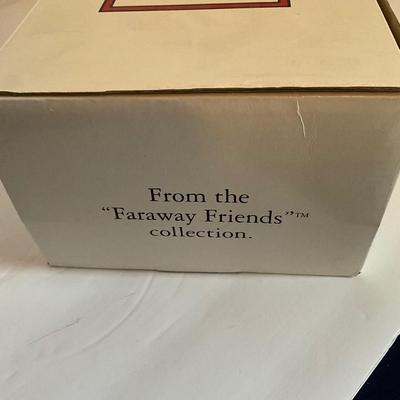 From the
“Faraway Friends”™
collection.